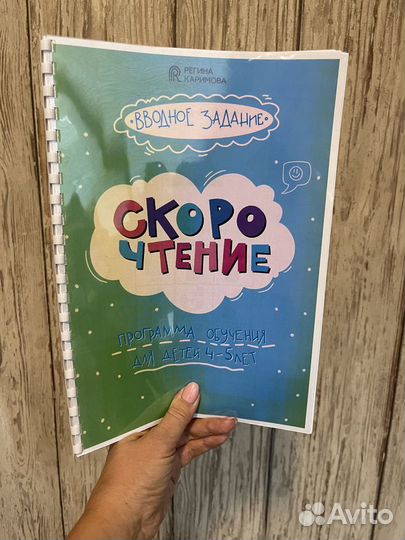 РЕГИНА
КАРИМОВА
ВВОДНОЕ ЗАДАНИЕ
СКОРО
ЧТЕНИЕ
ПРОГРАММА ОБУЧЕНИЯ
ДЛЯ ДЕТЕЙ 4-5 ЛЕТ
Avito